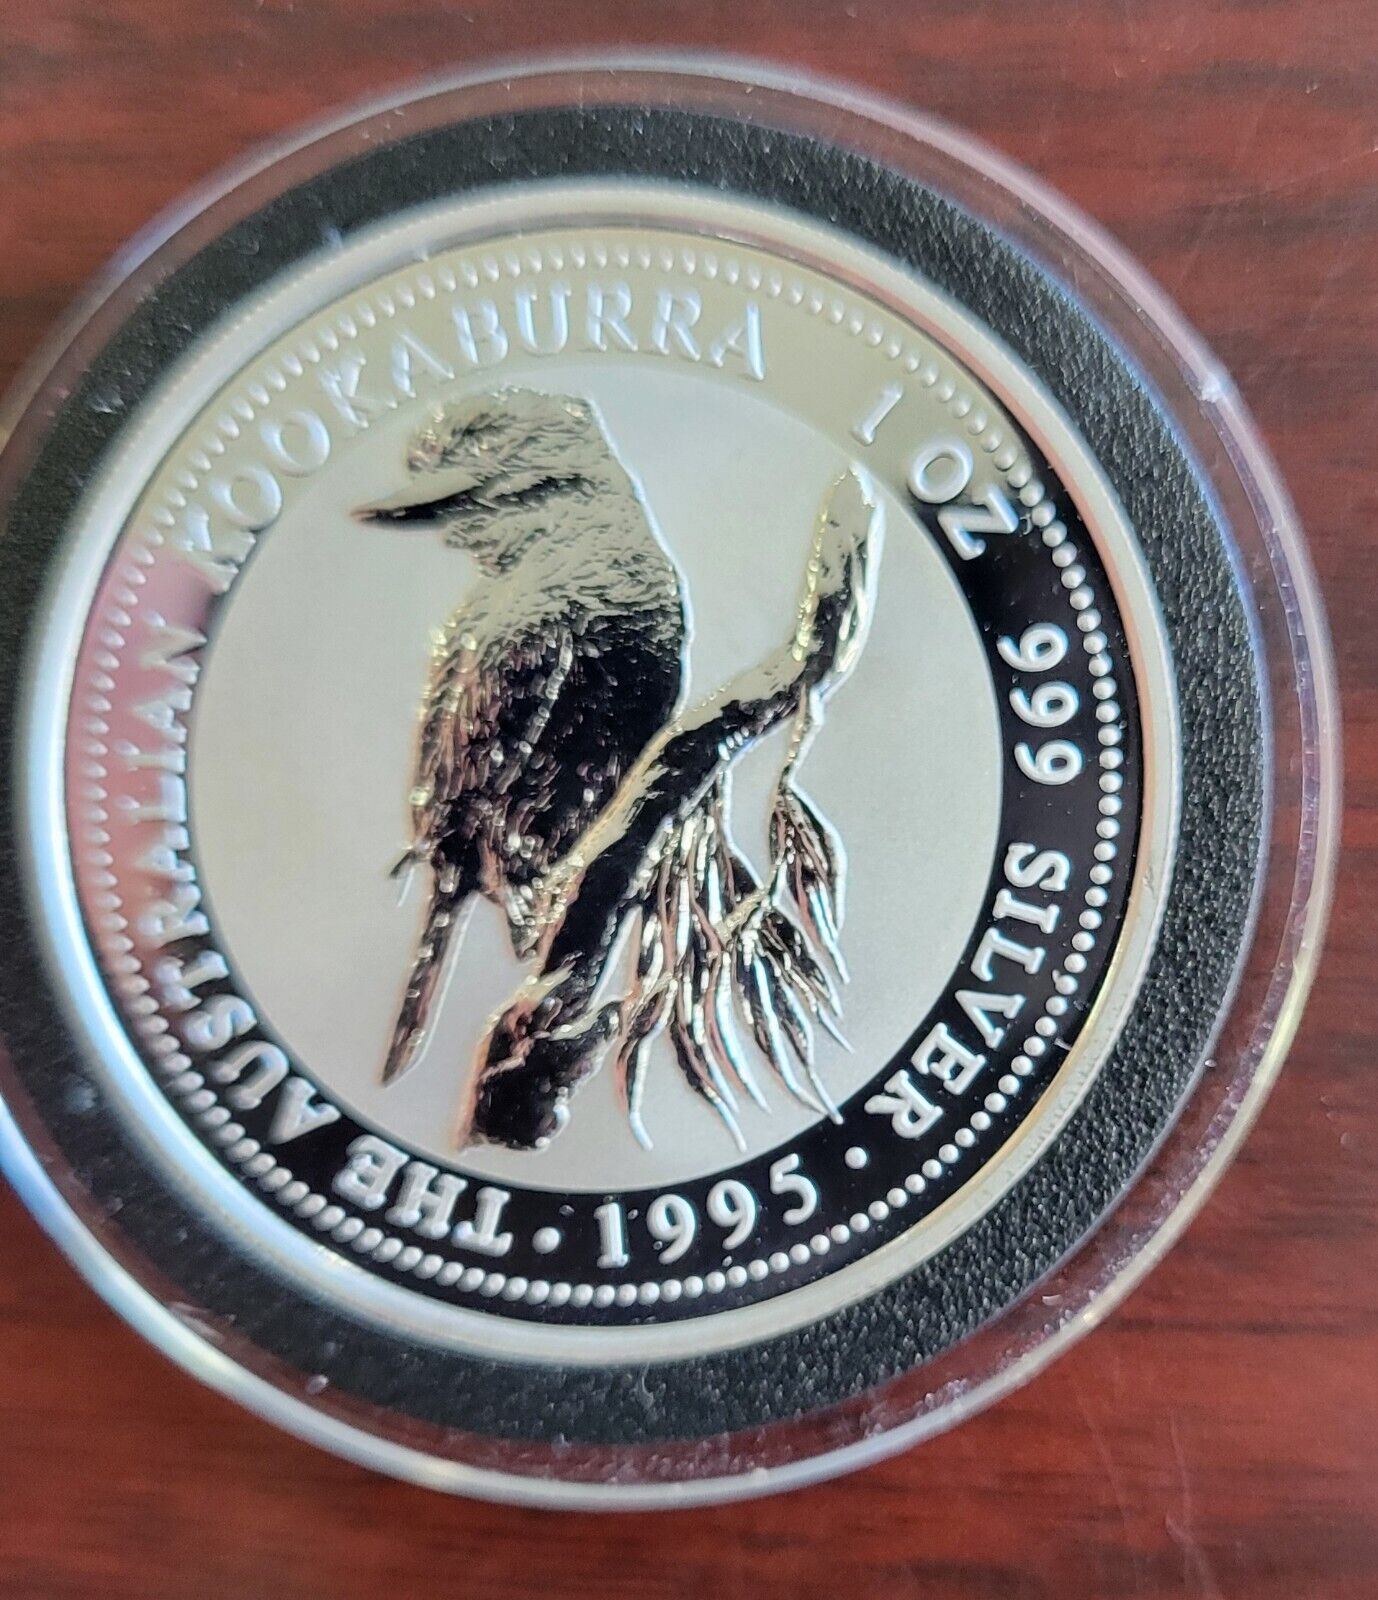 THE AUSTRALIAN KOOKABURRA 1 OZ 999 SILVER · 1995 ·